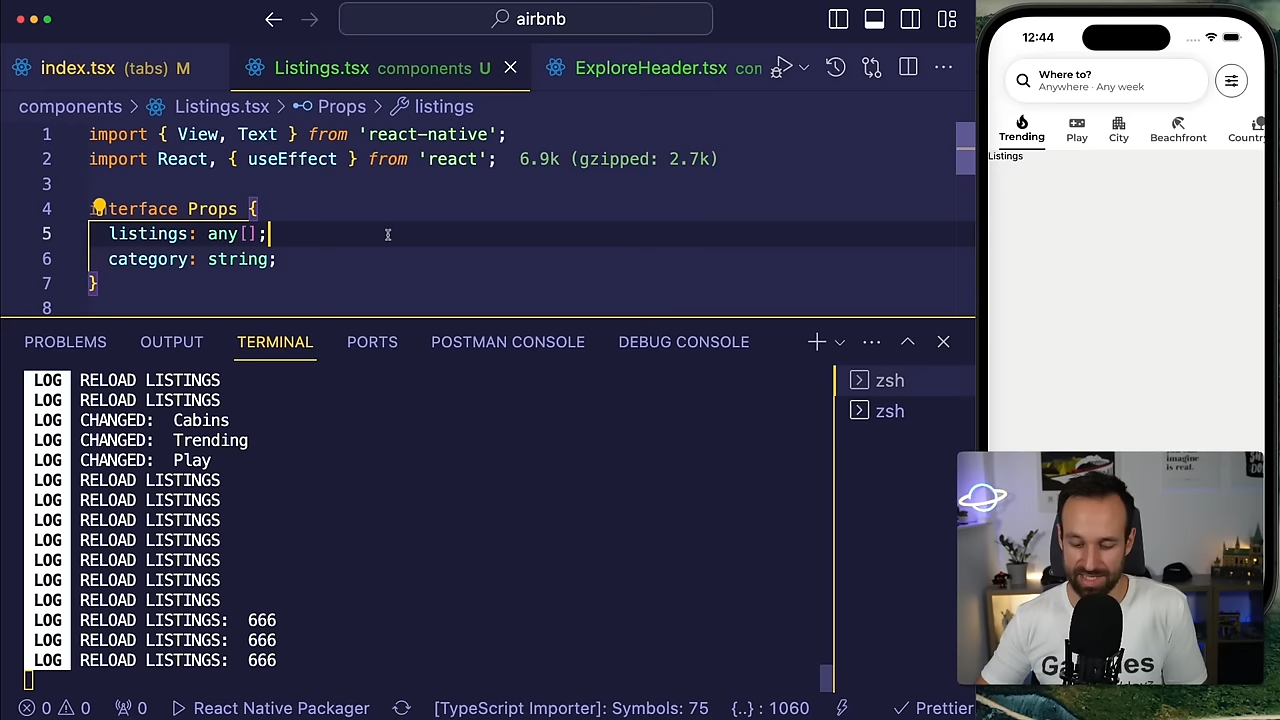 airbnb
index.tsx (tabs) M
Listings.tsx components U
ExploreHeader.tsx con
components > Listings.tsx > Props > listings
1 import { View, Text } from 'react-native';
2 import React, { useEffect } from 'react'; 6.9k (gzipped: 2.7k)
3
4 interface Props {
5 listings: any[];
6 category: string;
7 }
8
PROBLEMS OUTPUT TERMINAL PORTS POSTMAN CONSOLE DEBUG CONSOLE
LOG RELOAD LISTINGS
LOG RELOAD LISTINGS
LOG CHANGED: Cabins
LOG CHANGED: Trending
LOG CHANGED: Play
LOG RELOAD LISTINGS
LOG RELOAD LISTINGS
LOG RELOAD LISTINGS
LOG RELOAD LISTINGS
LOG RELOAD LISTINGS
LOG RELOAD LISTINGS
LOG RELOAD LISTINGS
LOG RELOAD LISTINGS: 666
LOG RELOAD LISTINGS: 666
LOG RELOAD LISTINGS: 666
zsh
zsh
0 0 0 React Native Packager [TypeScript Importer]: Symbols: 75 {..} : 1060 Prettier
12:44
Where to?
Anywhere · Any week
Trending Play City Beachfront Countr
Listings
imagine
is real.